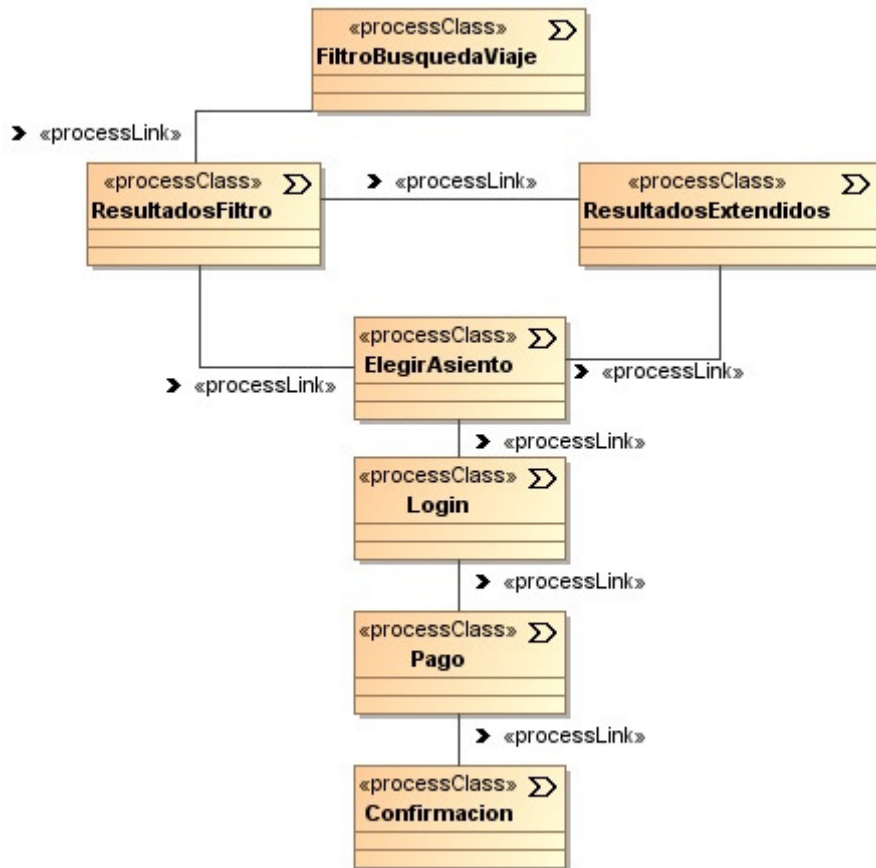 «processClass»
FiltroBusquedaViaje
«processLink»
«processClass»
ResultadosFiltro
«processLink»
«processClass»
ResultadosExtendidos
«processClass»
ElegirAsiento
«processLink»
«processLink»
«processLink»
«processClass»
Login
«processLink»
«processClass»
Pago
«processLink»
«processClass»
Confirmacion